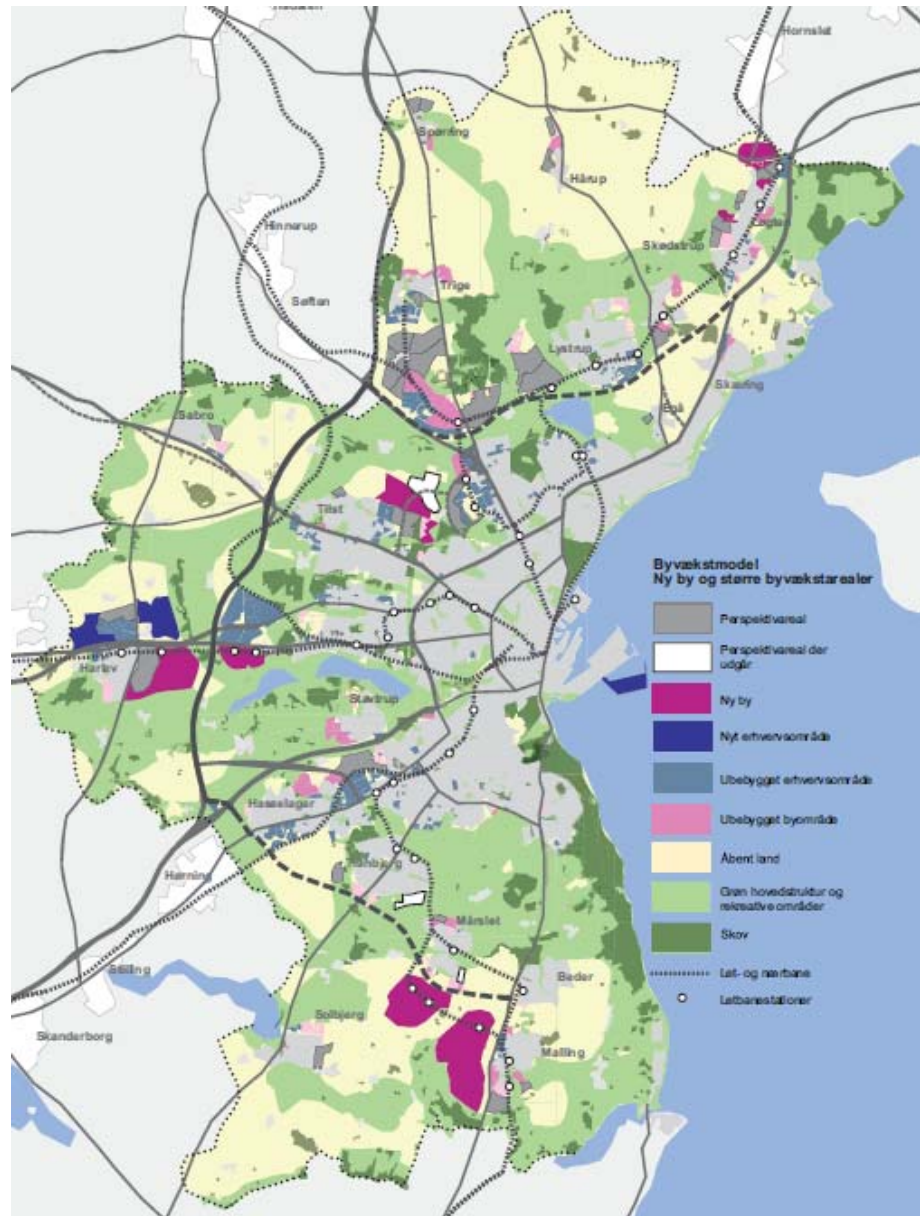 Hornslet
Spørring
Hårup
Hinnerup
Løgten
Skødstrup
Trige
Søften
Lystrup
Skæring
Sabro
Egå
Tilst
Byvækstmodel
Ny by og større byvækstarealer
Perspektivareal
Perspektivareal der
udgår
Ny by
Nyt erhvervsområde
Ubebygget erhvervsområde
Ubebygget byområde
Åbent land
Grøn hovedstruktur og
rekreative områder
Skov
Let- og nærbane
Letbanestationer
Harlev
Stavtrup
Hasselager
Hørning
Mårslet
Stilling
Beder
Solbjerg
Skanderborg
Malling